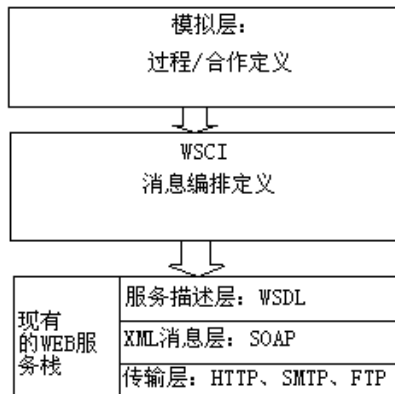 模拟层：
过程/合作定义
WSCI
消息编排定义
现有
的WEB服
务栈
服务描述层：WSDL
XML消息层：SOAP
传输层：HTTP、SMTP、FTP